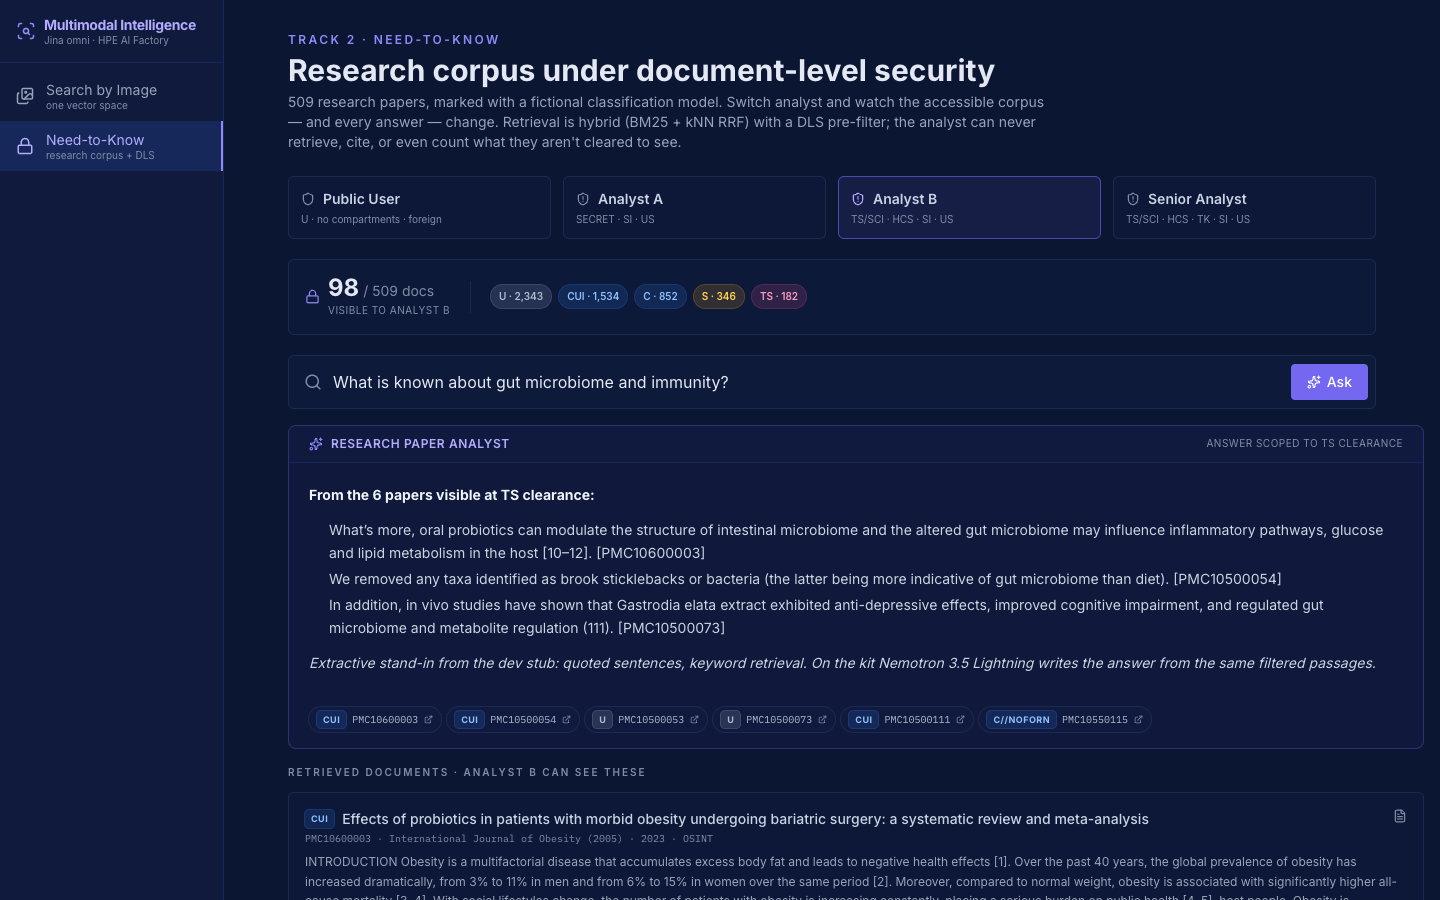 Multimodal Intelligence
Jina omni · HPE AI Factory
Search by Image
one vector space
Need-to-Know
research corpus + DLS
TRACK 2 · NEED-TO-KNOW
Research corpus under document-level security
509 research papers, marked with a fictional classification model. Switch analyst and watch the accessible corpus
— and every answer — change. Retrieval is hybrid (BM25 + kNN RRF) with a DLS pre-filter; the analyst can never
retrieve, cite, or even count what they aren't cleared to see.
Public User
U · no compartments · foreign
Analyst A
SECRET · SI · US
Analyst B
TS/SCI · HCS · SI · US
Senior Analyst
TS/SCI · HCS · TK · SI · US
98 / 509 docs
VISIBLE TO ANALYST B
U · 2,343
CUI · 1,534
C · 852
S · 346
TS · 182
What is known about gut microbiome and immunity?
Ask
RESEARCH PAPER ANALYST
ANSWER SCOPED TO TS CLEARANCE
From the 6 papers visible at TS clearance:
What's more, oral probiotics can modulate the structure of intestinal microbiome and the altered gut microbiome may influence inflammatory pathways, glucose
and lipid metabolism in the host [10–12]. [PMC10600003]
We removed any taxa identified as brook sticklebacks or bacteria (the latter being more indicative of gut microbiome than diet). [PMC10500054]
In addition, in vivo studies have shown that Gastrodia elata extract exhibited anti-depressive effects, improved cognitive impairment, and regulated gut
microbiome and metabolite regulation (111). [PMC10500073]
Extractive stand-in from the dev stub: quoted sentences, keyword retrieval. On the kit Nemotron 3.5 Lightning writes the answer from the same filtered passages.
CUI PMC10600003
CUI PMC10500054
U PMC10500053
U PMC10500073
CUI PMC10500111
C//NOFORN PMC10550115
RETRIEVED DOCUMENTS · ANALYST B CAN SEE THESE
CUI Effects of probiotics in patients with morbid obesity undergoing bariatric surgery: a systematic review and meta-analysis
PMC10600003 · International Journal of Obesity (2005) · 2023 · OSINT
INTRODUCTION Obesity is a multifactorial disease that accumulates excess body fat and leads to negative health effects [1]. Over the past 40 years, the global prevalence of obesity has
increased dramatically, from 3% to 11% in men and from 6% to 15% in women over the same period [2]. Moreover, compared to normal weight, obesity is associated with significantly higher all-